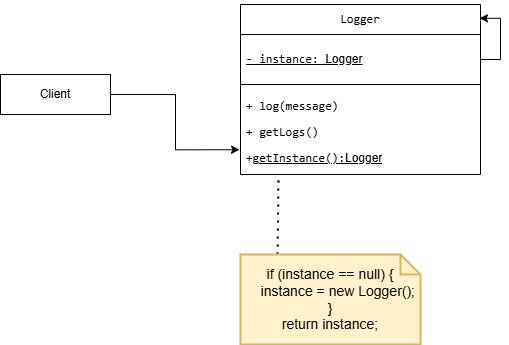 Logger
- instance: Logger
Client
+ log(message)
+ getLogs()
+getInstance():Logger
if (instance == null) {
instance = new Logger();
}
return instance;